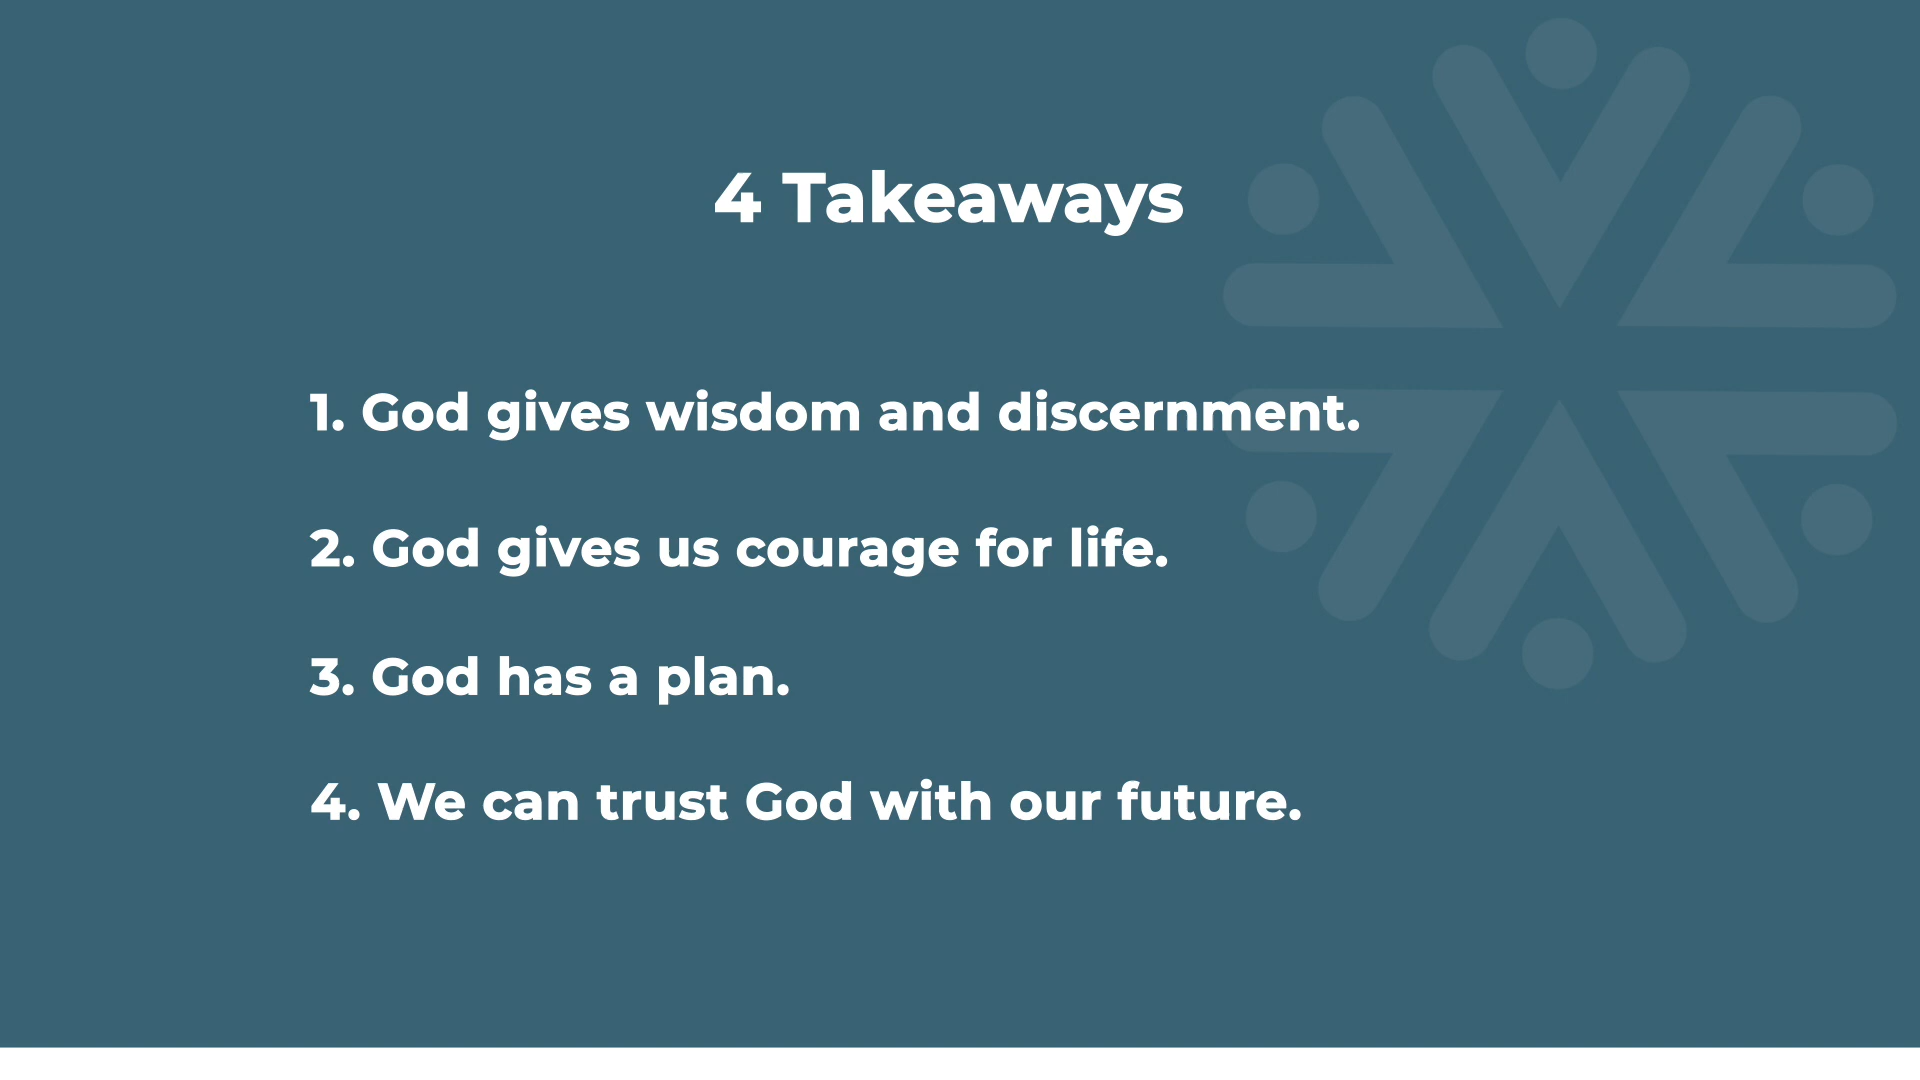 4 Takeaways
1. God gives wisdom and discernment.
2. God gives us courage for life.
3. God has a plan.
4. We can trust God with our future.